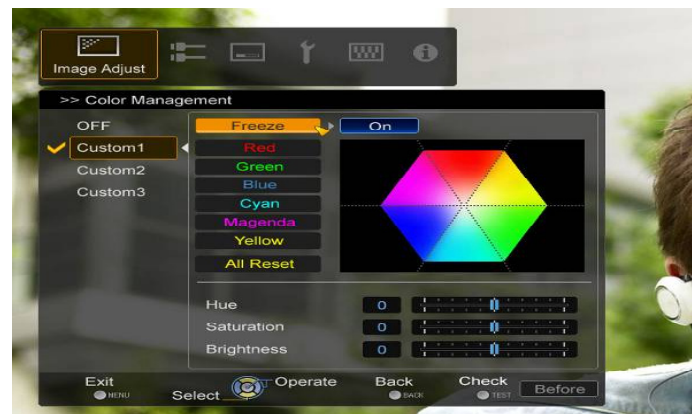 Image Adjust
>> Color Management
OFF
Custom1
Custom2
Custom3
Freeze
On
Red
Green
Blue
Cyan
Magenda
Yellow
All Reset
Hue 0
Saturation 0
Brightness 0
Exit MENU
Select Operate
Back BACK
Check TEST
Before